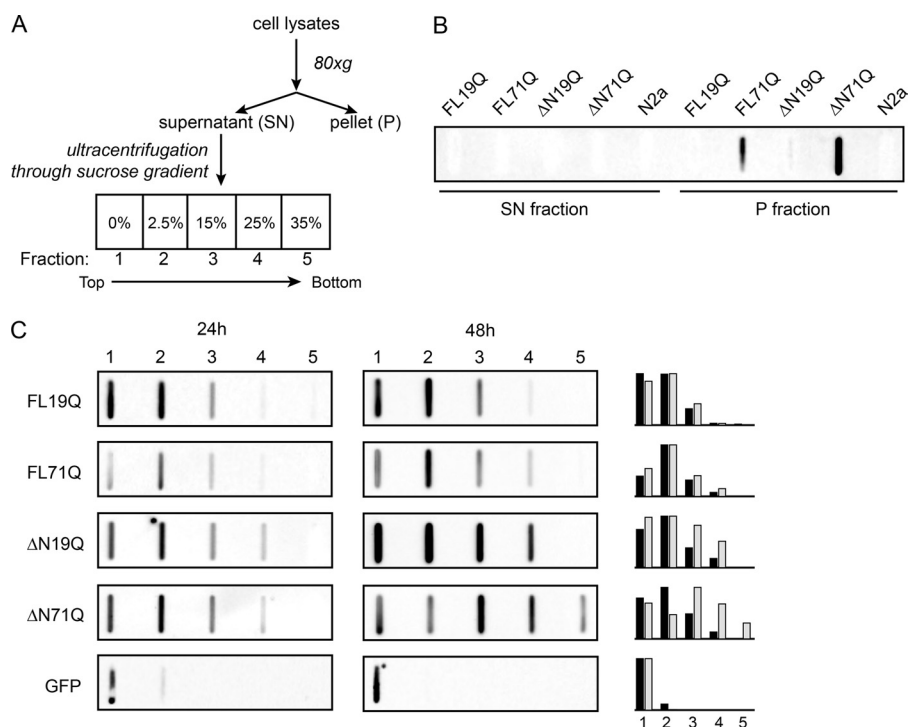 A
cell lysates
80xg
supernatant (SN) pellet (P)
ultracentrifugation
through sucrose gradient
0% 2.5% 15% 25% 35%
Fraction: 1 2 3 4 5
Top Bottom
B
FL19Q FL71Q ΔN19Q ΔN71Q N2a FL19Q FL71Q ΔN19Q ΔN71Q N2a
SN fraction P fraction
C
24h 48h
1 2 3 4 5 1 2 3 4 5
FL19Q
FL71Q
ΔN19Q
ΔN71Q
GFP
1 2 3 4 5